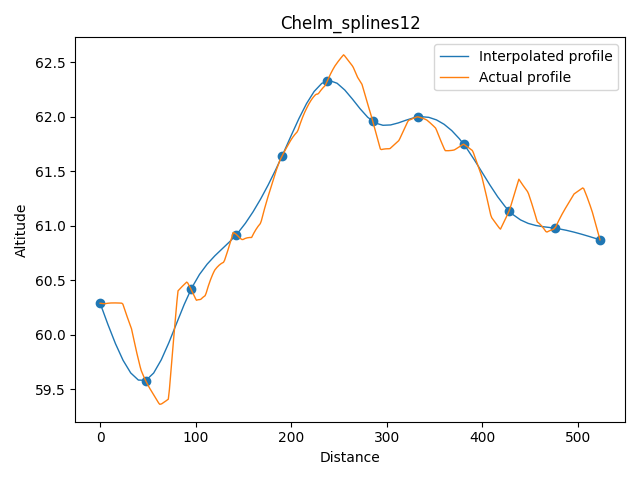 Chelm_splines12
Interpolated profile
Actual profile
62.5
62.0
61.5
61.0
60.5
60.0
59.5
Altitude
0 100 200 300 400 500
Distance